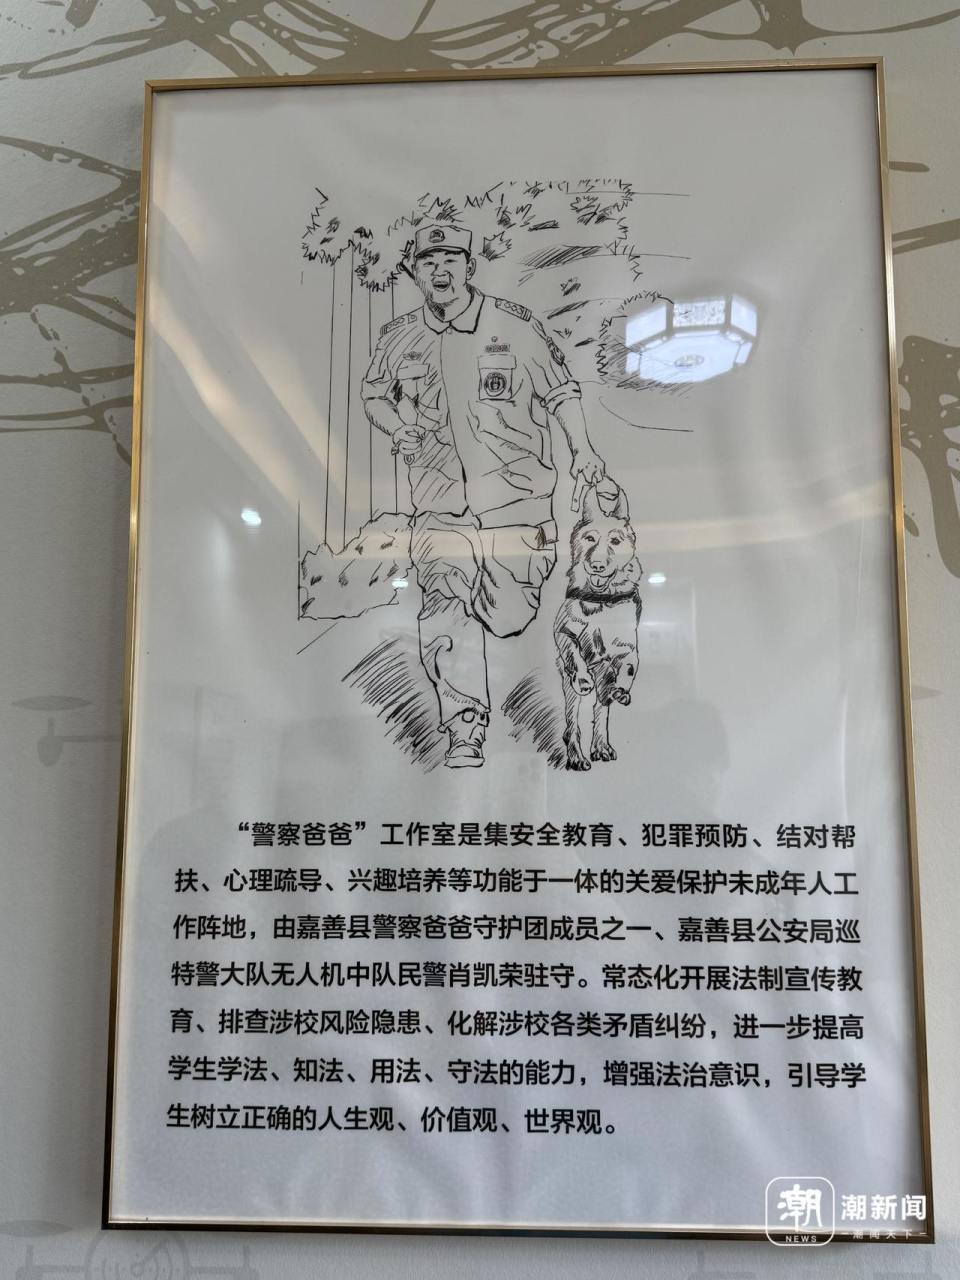 “警察爸爸”工作室是集安全教育、犯罪预防、结对帮
扶、心理疏导、兴趣培养等功能于一体的关爱保护未成年人工
作阵地，由嘉善县警察爸爸守护团成员之一、嘉善县公安局巡
特警大队无人机中队民警肖凯荣驻守。常态化开展法制宣传教
育、排查涉校风险隐患、化解涉校各类矛盾纠纷，进一步提高
学生学法、知法、用法、守法的能力，增强法治意识，引导学
生树立正确的人生观、价值观、世界观。
潮
NEWS
潮新闻
潮闻天下